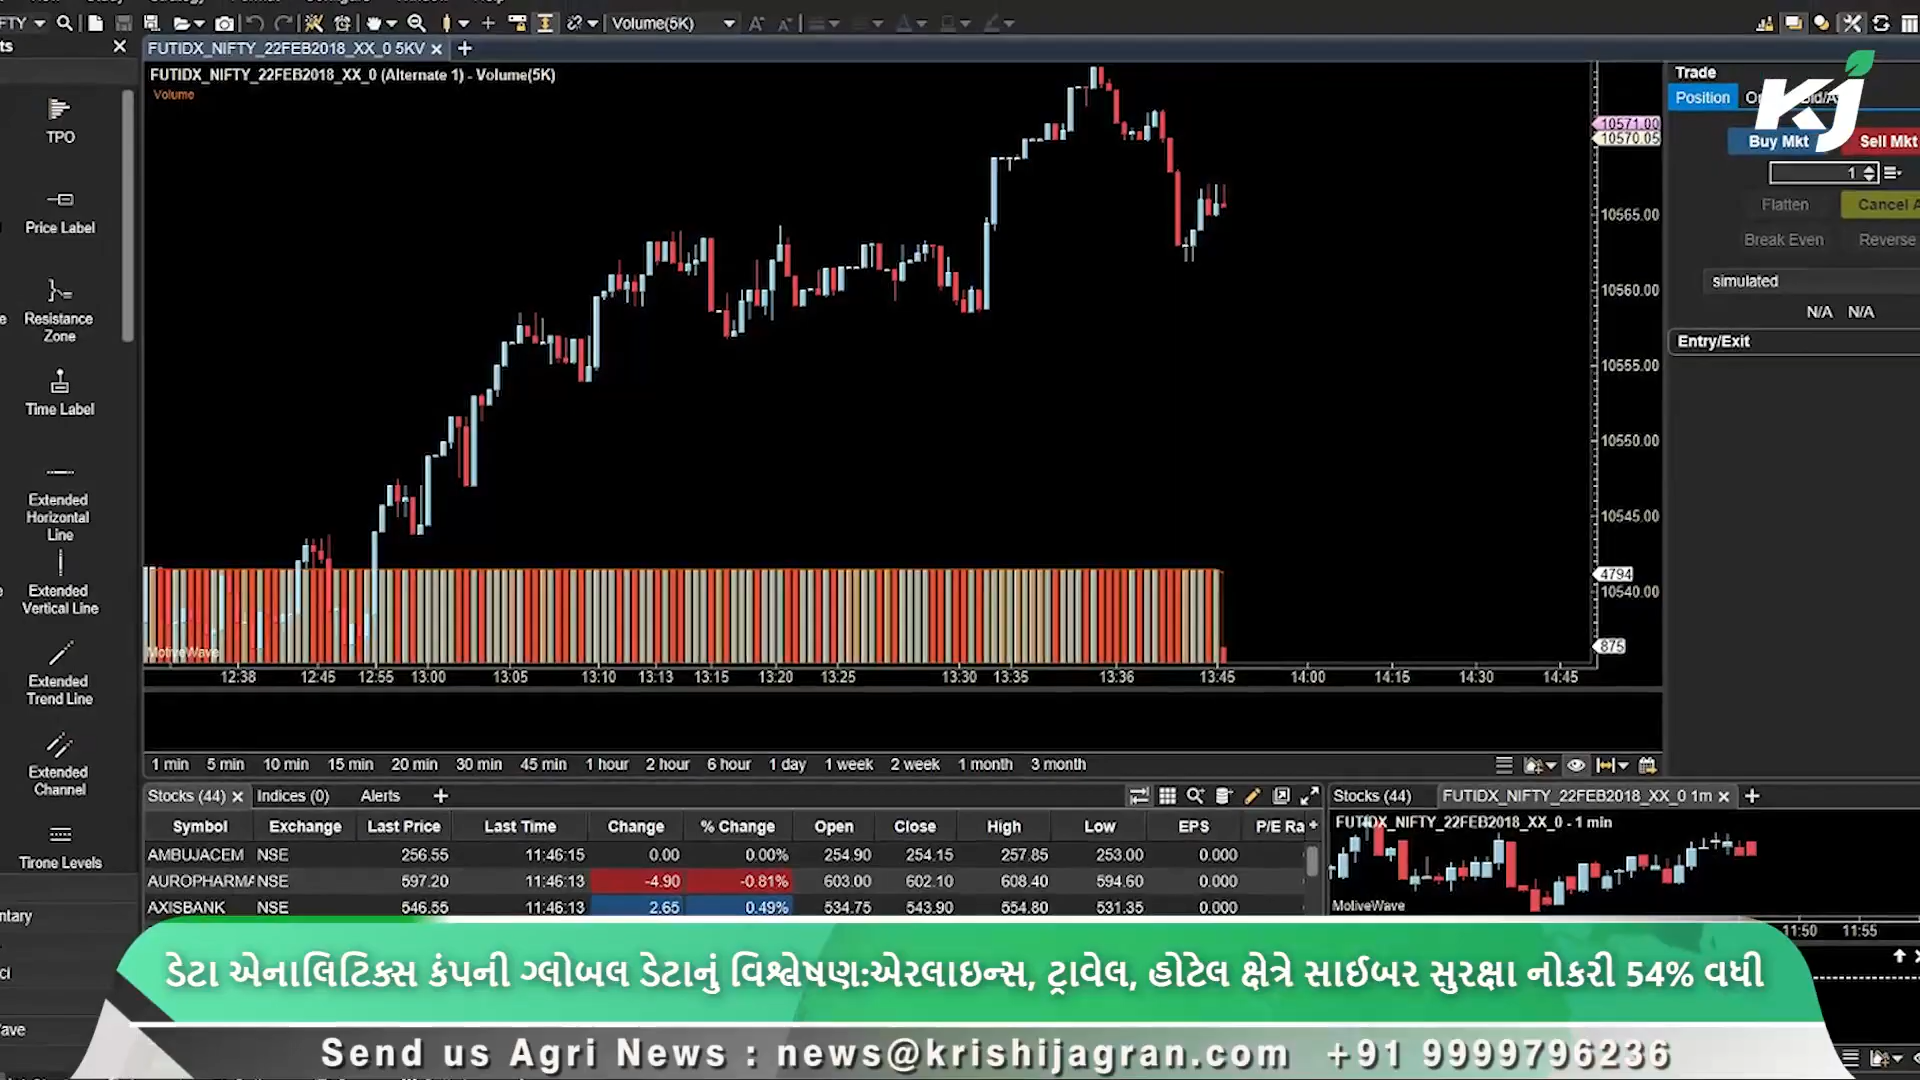 Volume(5K)
FUTIDX_NIFTY_22FEB2018_XX_0 5KV
FUTIDX_NIFTY_22FEB2018_XX_0 (Alternate 1) - Volume(5K)
Volume
TPO
Price Label
Resistance
Zone
Time Label
Extended
Horizontal
Line
Extended
Vertical Line
Extended
Trend Line
Extended
Channel
Tirone Levels
10571.00
10570.05
10565.00
10560.00
10555.00
10550.00
10545.00
4794
10540.00
875
MotiveWave
12:38 12:45 12:55 13:00 13:05 13:10 13:13 13:15 13:20 13:25 13:30 13:35 13:36 13:45 14:00 14:15 14:30 14:45
Trade
Position
KJ
Buy Mkt Sell Mkt
1
Flatten Cancel
Break Even Reverse
simulated
N/A N/A
Entry/Exit
1 min 5 min 10 min 15 min 20 min 30 min 45 min 1 hour 2 hour 6 hour 1 day 1 week 2 week 1 month 3 month
Stocks (44) Indices (0) Alerts
Symbol Exchange Last Price Last Time Change % Change Open Close High Low EPS P/E Ra
AMBUJACEM NSE 256.55 11:46:15 0.00 0.00% 254.90 254.15 257.85 253.00 0.000
AUROPHARMA NSE 597.20 11:46:13 -4.90 -0.81% 603.00 602.10 608.40 594.60 0.000
AXISBANK NSE 546.55 11:46:13 2.65 0.49% 534.75 543.90 554.80 531.35 0.000
Stocks (44) FUTIDX_NIFTY_22FEB2018_XX_0 1m
FUTIDX_NIFTY_22FEB2018_XX_0 - 1 min
MotiveWave
11:50 11:55
ડેટા એનાલિટિક્સ કંપની ગ્લોબલ ડેટાનું વિશ્લેષણ:એરલાઇન્સ, ટ્રાવેલ, હોટેલ ક્ષેત્રે સાઈબર સુરક્ષા નોકરી 54% વધી
Send us Agri News : news@krishijagran.com +91 9999796236